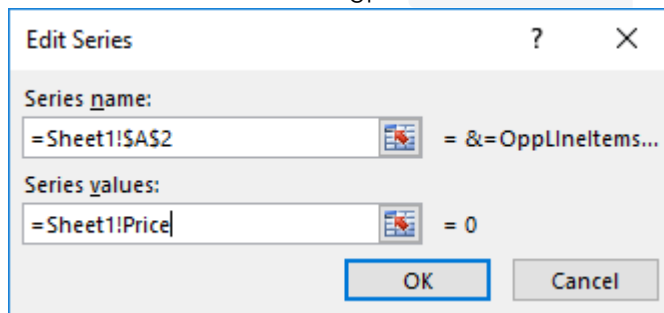 Edit Series ? ×
Series name:
=Sheet1!$A$2 = &=OppLIneItems...
Series values:
=Sheet1!Price = 0
OK Cancel